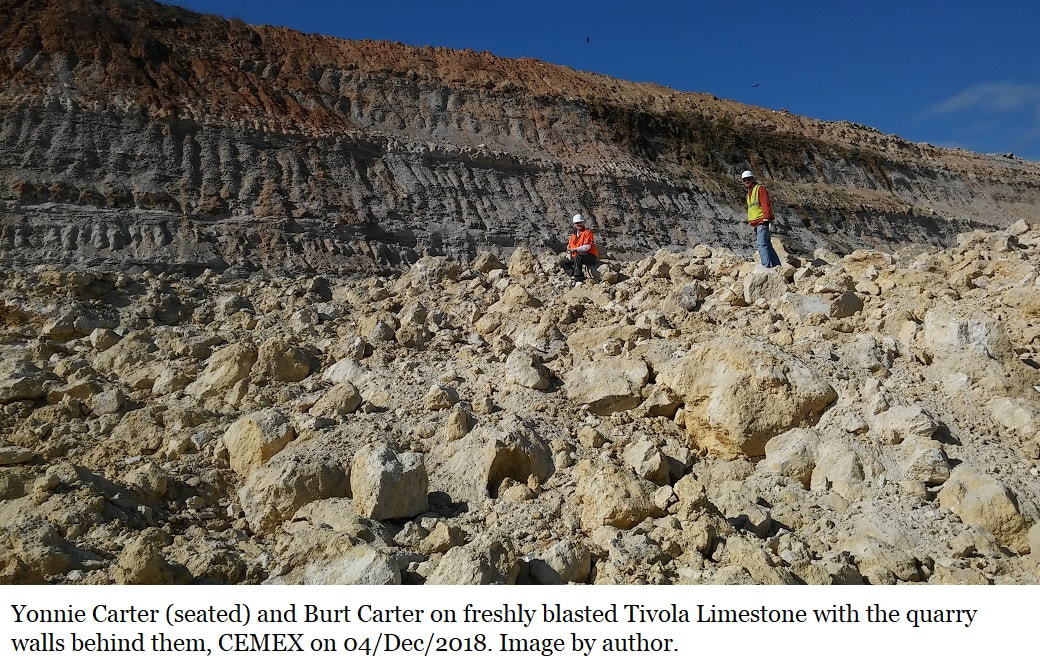 Yonnie Carter (seated) and Burt Carter on freshly blasted Tivola Limestone with the quarry
walls behind them, CEMEX on 04/Dec/2018. Image by author.